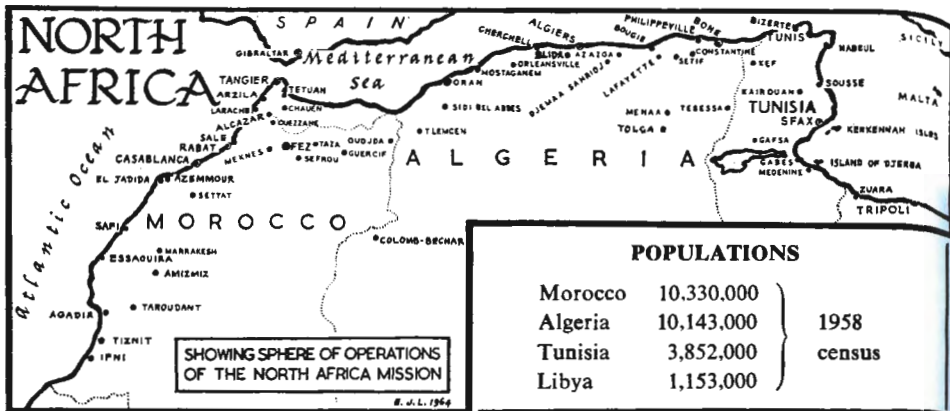 NORTH
AFRICA
SPAIN
GIBRALTAR
Mediterranean
Sea
Atlantic Ocean
TANGIER
ARZILA
LARACHE
ALCAZAR
TETUAN
CHAUEN
OUEZZANE
SALE
RABAT
CASABLANCA
MEKNES
FEZ
TAZA
SEFROU
GUERCIF
OUDJDA
EL JADIDA
AZEMMOUR
SETTAT
SAFI
MOROCCO
ESSAOUIRA
MARRAKESH
AMIZMIZ
AGADIR
TAROUDANT
TIZNIT
IFNI
CHERCHELL
ALGIERS
BLIDA
ORLEANSVILLE
MOSTAGANEM
ORAN
SIDI BEL ABBES
TLEMCEN
AZAZGA
DJEMAA SAHRIDJ
BOUGIE
LAFAYETTE
PHILIPPEVILLE
BONE
CONSTANTINE
SETIF
MENAA
TOLGA
TEBESSA
ALGERIA
COLOMB-BECHAR
BIZERTE
TUNIS
NABEUL
KEF
SOUSSE
KAIROUAN
TUNISIA
SFAX
GAFSA
GABES
MEDENINE
KERKENNAH ISLES
ISLAND OF DJERBA
ZUARA
TRIPOLI
SICILY
MALTA
SHOWING SPHERE OF OPERATIONS
OF THE NORTH AFRICA MISSION
E.J.L. 1964
POPULATIONS
Morocco 10,330,000
Algeria 10,143,000
Tunisia 3,852,000
Libya 1,153,000
1958
census